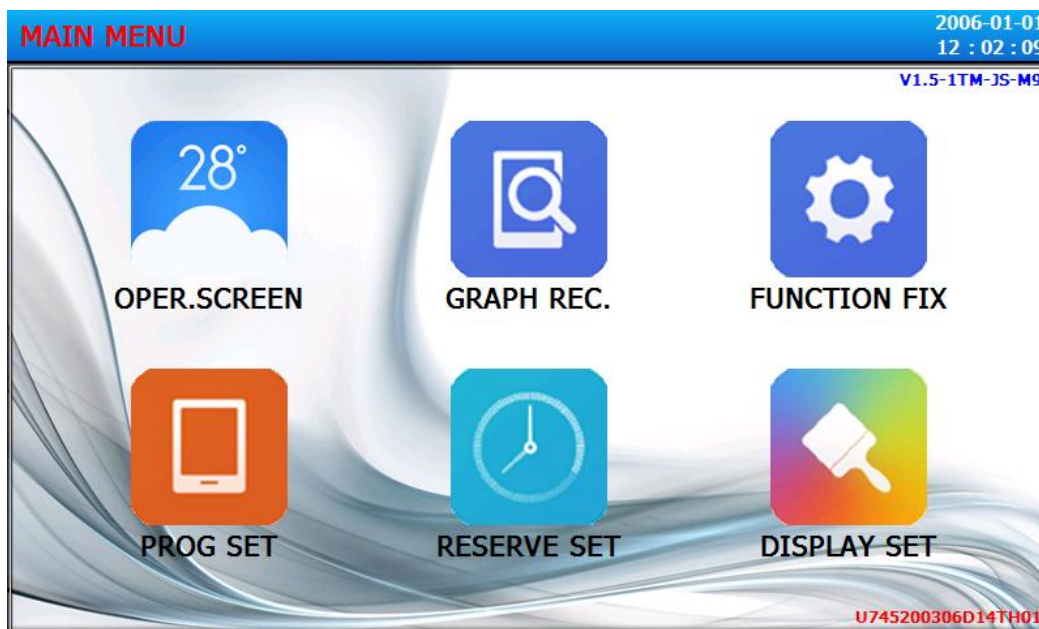 MAIN MENU
2006-01-01
12 : 02 : 09
V1.5-1TM-JS-M9
28°
OPER.SCREEN
GRAPH REC.
FUNCTION FIX
PROG SET
RESERVE SET
DISPLAY SET
U745200306D14TH01